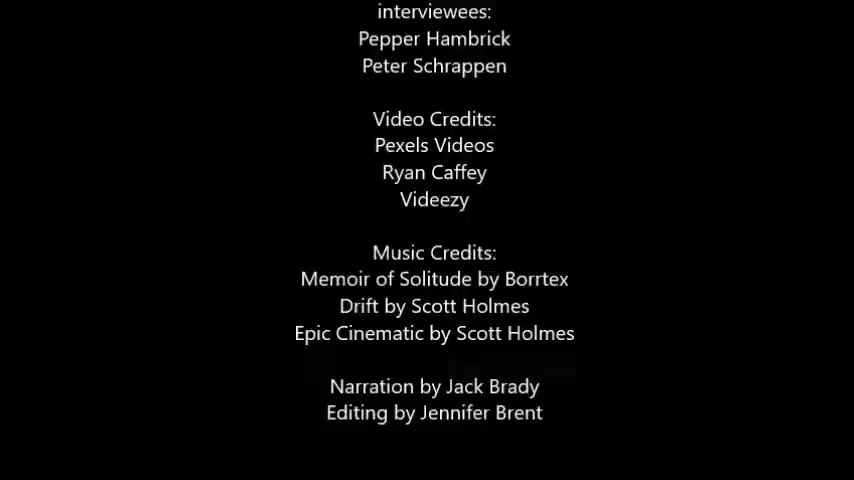 interviewees:
Pepper Hambrick
Peter Schrappen
Video Credits:
Pexels Videos
Ryan Caffey
Videezy
Music Credits:
Memoir of Solitude by Borrtex
Drift by Scott Holmes
Epic Cinematic by Scott Holmes
Narration by Jack Brady
Editing by Jennifer Brent